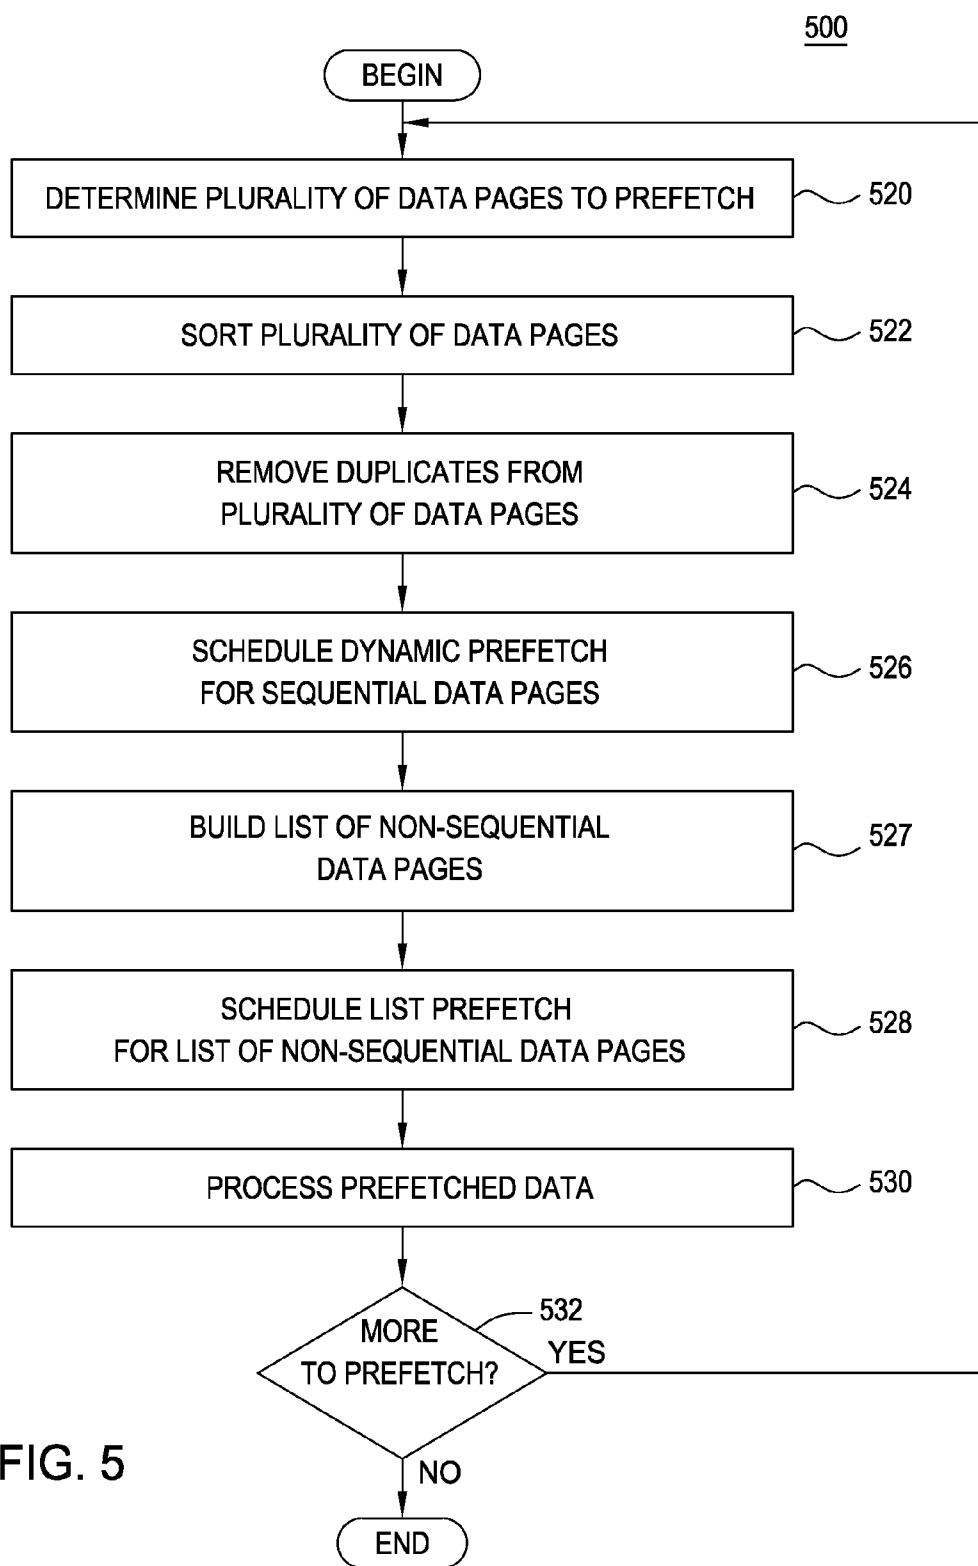 500
BEGIN
DETERMINE PLURALITY OF DATA PAGES TO PREFETCH
520
SORT PLURALITY OF DATA PAGES
522
REMOVE DUPLICATES FROM
PLURALITY OF DATA PAGES
524
SCHEDULE DYNAMIC PREFETCH
FOR SEQUENTIAL DATA PAGES
526
BUILD LIST OF NON-SEQUENTIAL
DATA PAGES
527
SCHEDULE LIST PREFETCH
FOR LIST OF NON-SEQUENTIAL DATA PAGES
528
PROCESS PREFETCHED DATA
530
MORE
TO PREFETCH?
532
YES
NO
END
FIG. 5